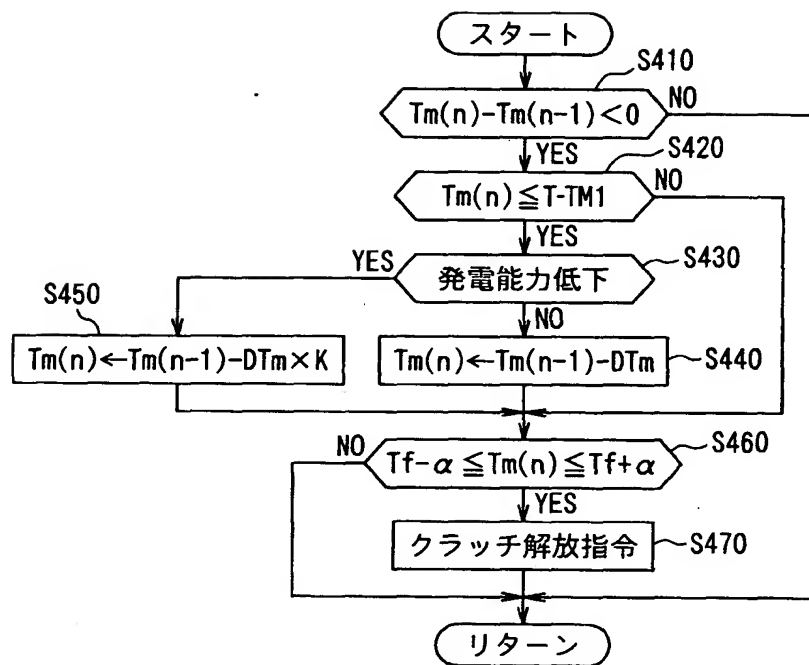 スタート
S410
Tm(n)-Tm(n-1)<0
NO
YES
S420
Tm(n)≦T-TM1
NO
YES
S430
発電能力低下
YES
NO
S450
Tm(n)←Tm(n-1)-DTm×K
Tm(n)←Tm(n-1)-DTm
S440
S460
Tf-α≦Tm(n)≦Tf+α
NO
YES
クラッチ解放指令
S470
リターン